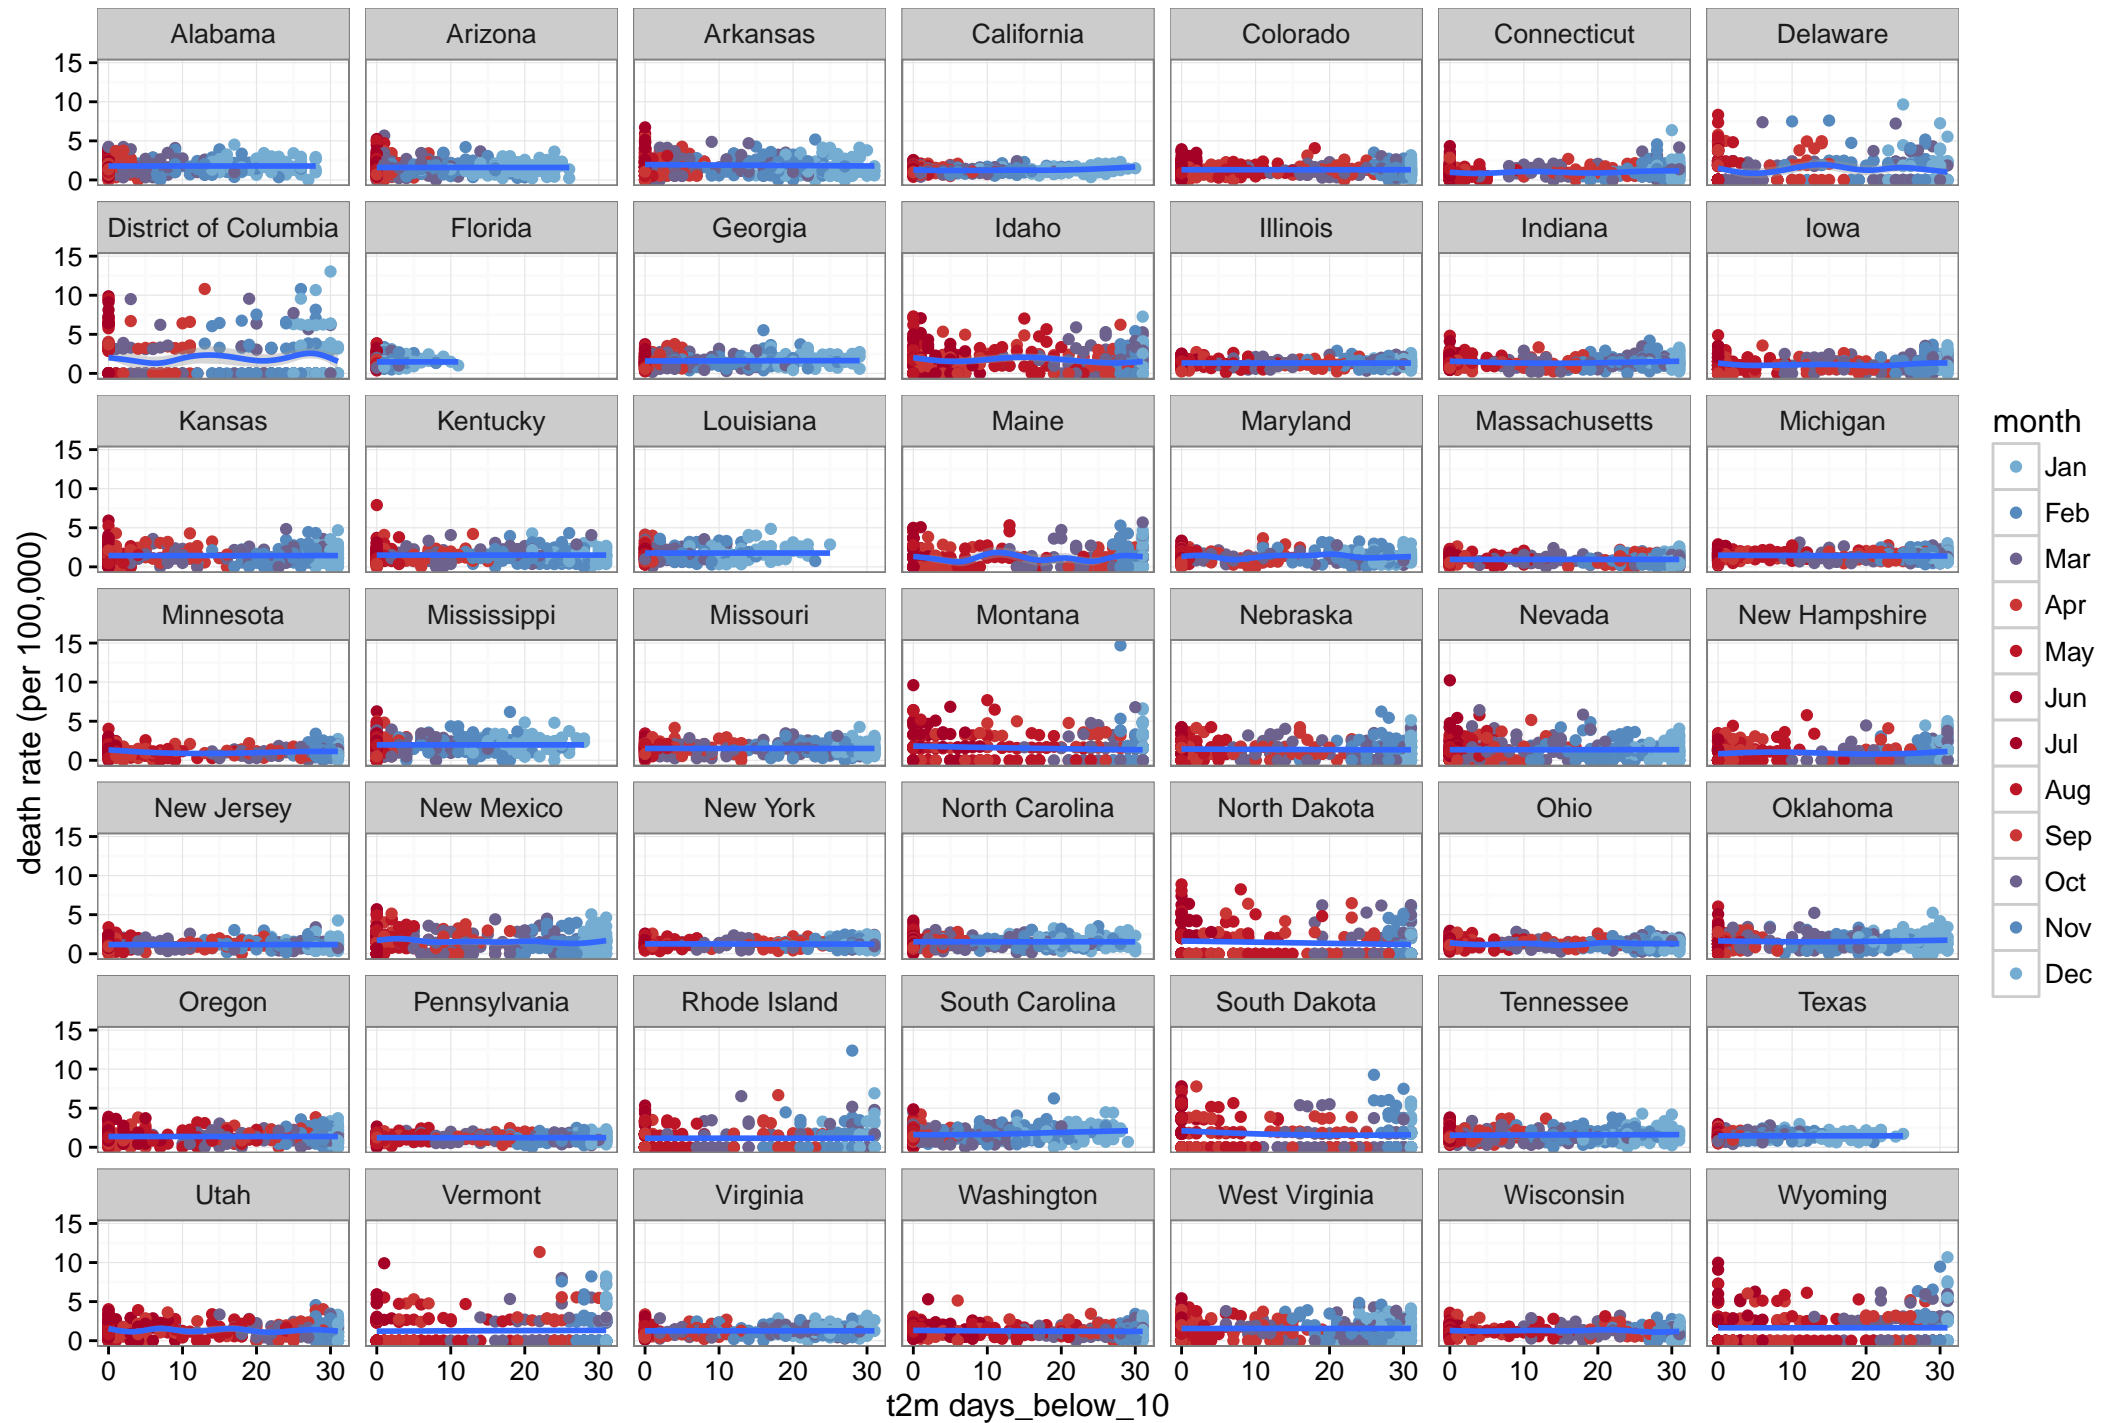 Alabama Arizona Arkansas California Colorado Connecticut Delaware
15
10
5
0
District of Columbia Florida Georgia Idaho Illinois Indiana Iowa
15
10
5
0
Kansas Kentucky Louisiana Maine Maryland Massachusetts Michigan
15
10
5
0
Minnesota Mississippi Missouri Montana Nebraska Nevada New Hampshire
15
10
5
0
New Jersey New Mexico New York North Carolina North Dakota Ohio Oklahoma
15
10
5
0
Oregon Pennsylvania Rhode Island South Carolina South Dakota Tennessee Texas
15
10
5
0
Utah Vermont Virginia Washington West Virginia Wisconsin Wyoming
15
10
5
0
0 10 20 30 0 10 20 30 0 10 20 30 0 10 20 30 0 10 20 30 0 10 20 30 0 10 20 30
t2m days_below_10
death rate (per 100,000)
month
Jan
Feb
Mar
Apr
May
Jun
Jul
Aug
Sep
Oct
Nov
Dec